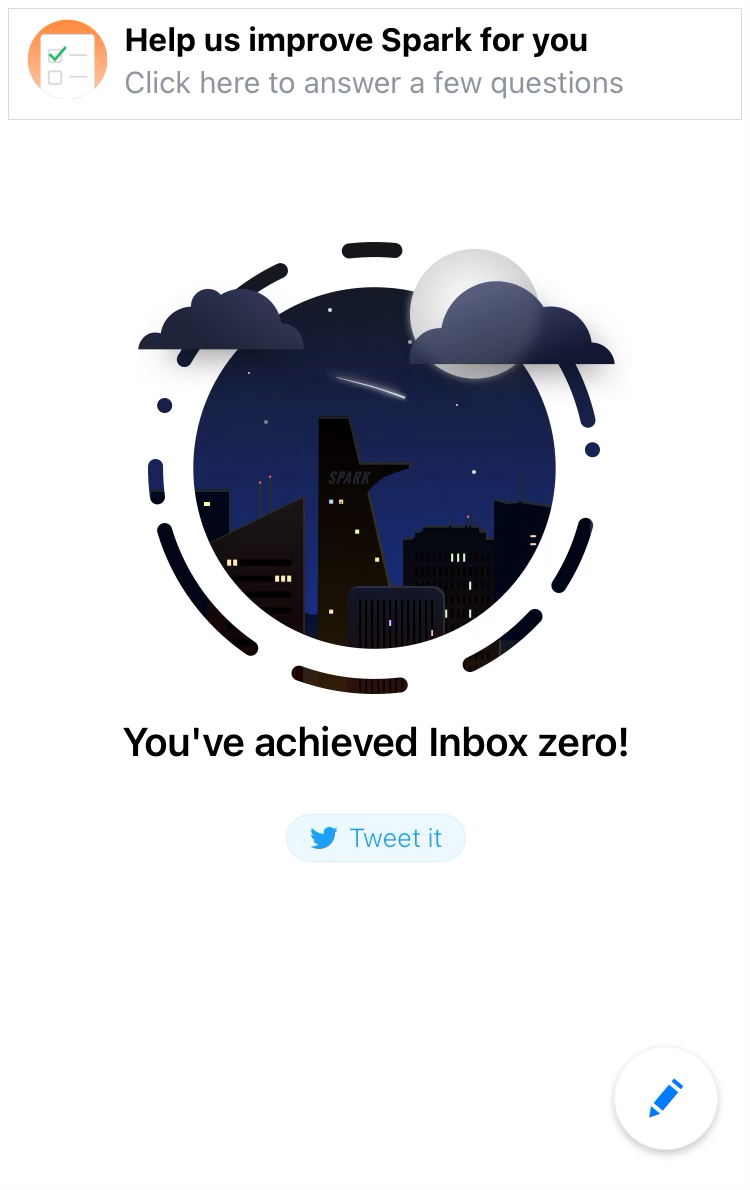 Help us improve Spark for you
Click here to answer a few questions
SPARK
You've achieved Inbox zero!
Tweet it